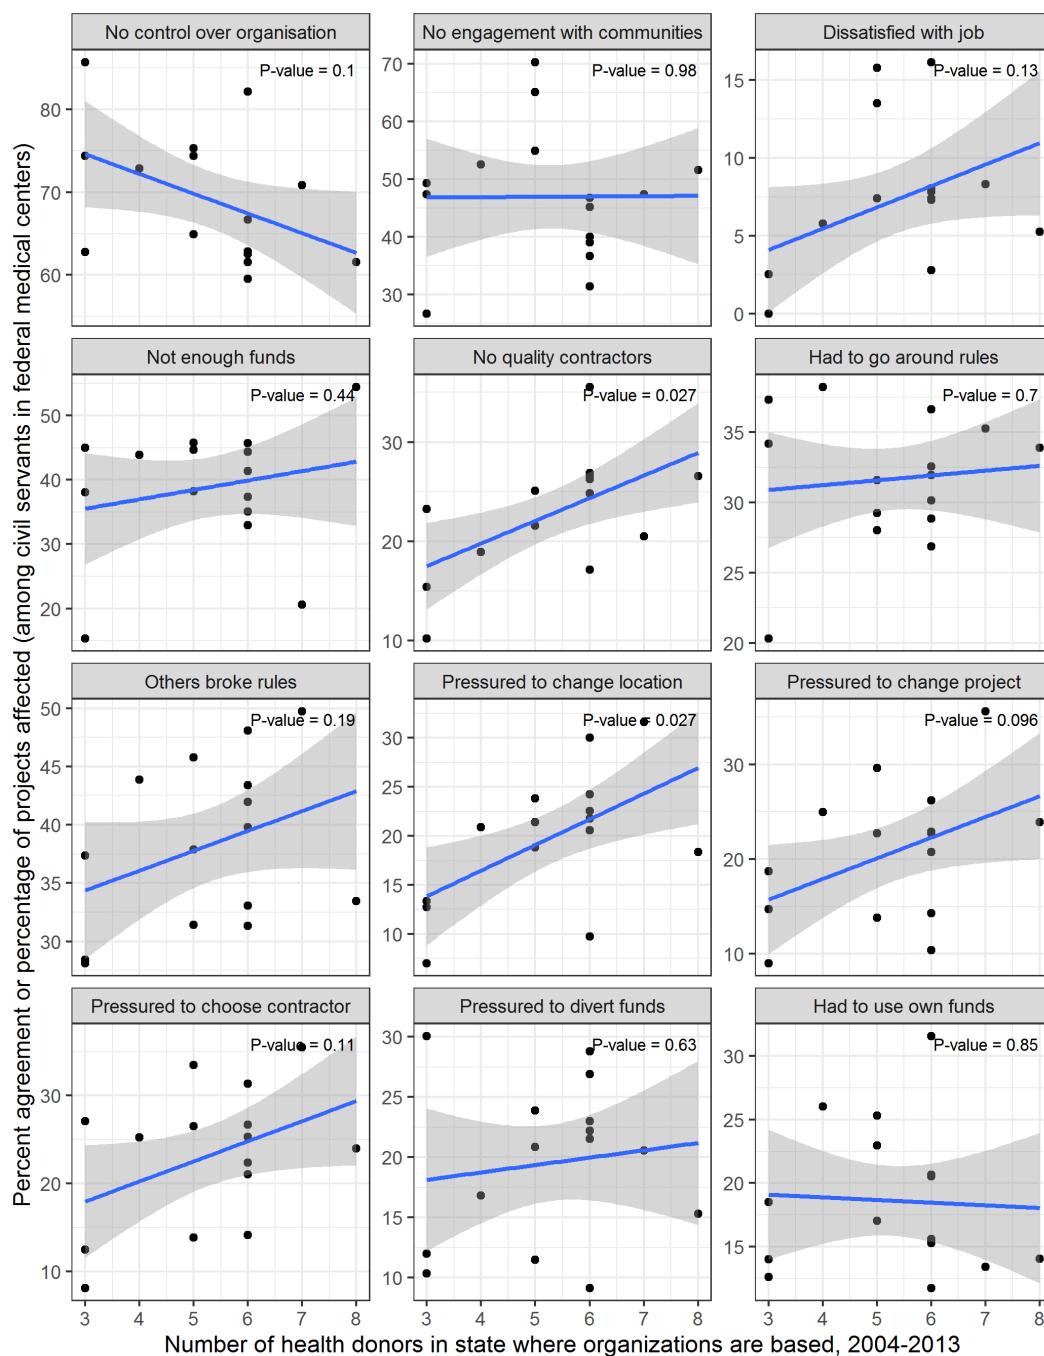 No control over organisation
No engagement with communities
Dissatisfied with job
P-value = 0.1
P-value = 0.98
P-value = 0.13
80
70
60
70
60
50
40
30
15
10
5
0
Not enough funds
No quality contractors
Had to go around rules
P-value = 0.44
P-value = 0.027
P-value = 0.7
50
40
30
20
30
20
10
35
30
25
20
Others broke rules
Pressured to change location
Pressured to change project
P-value = 0.19
P-value = 0.027
P-value = 0.096
50
45
40
35
30
30
25
20
15
10
30
20
10
Pressured to choose contractor
Pressured to divert funds
Had to use own funds
P-value = 0.11
P-value = 0.63
P-value = 0.85
30
20
10
30
25
20
15
10
30
25
20
15
3 4 5 6 7 8
3 4 5 6 7 8
3 4 5 6 7 8
Number of health donors in state where organizations are based, 2004-2013
Percent agreement or percentage of projects affected (among civil servants in federal medical centers)